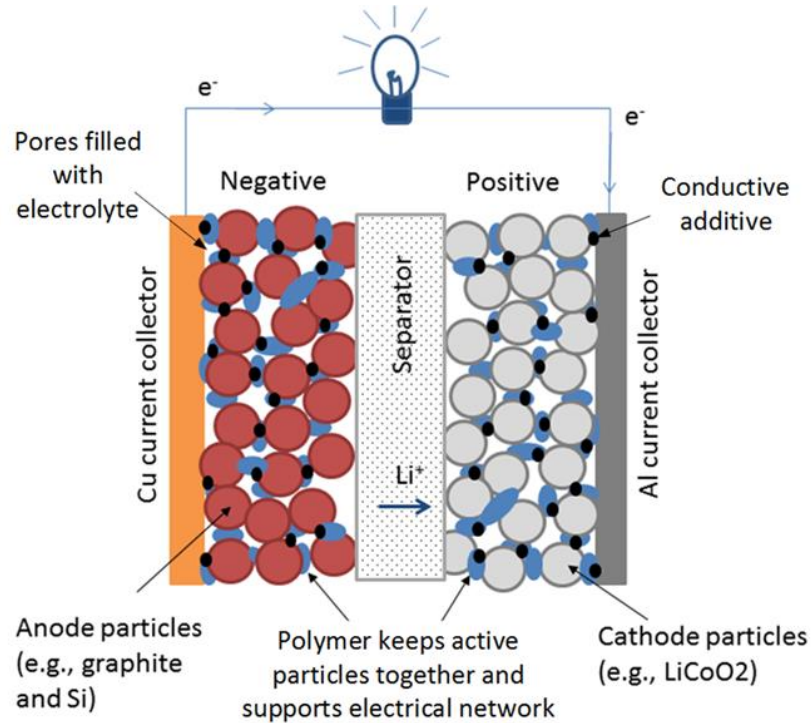 e-
e-
Pores filled
with
electrolyte
Negative
Positive
Conductive
additive
Cu current collector
Separator
Al current collector
Li+
Anode particles
(e.g., graphite
and Si)
Polymer keeps active
particles together and
supports electrical network
Cathode particles
(e.g., LiCoO2)